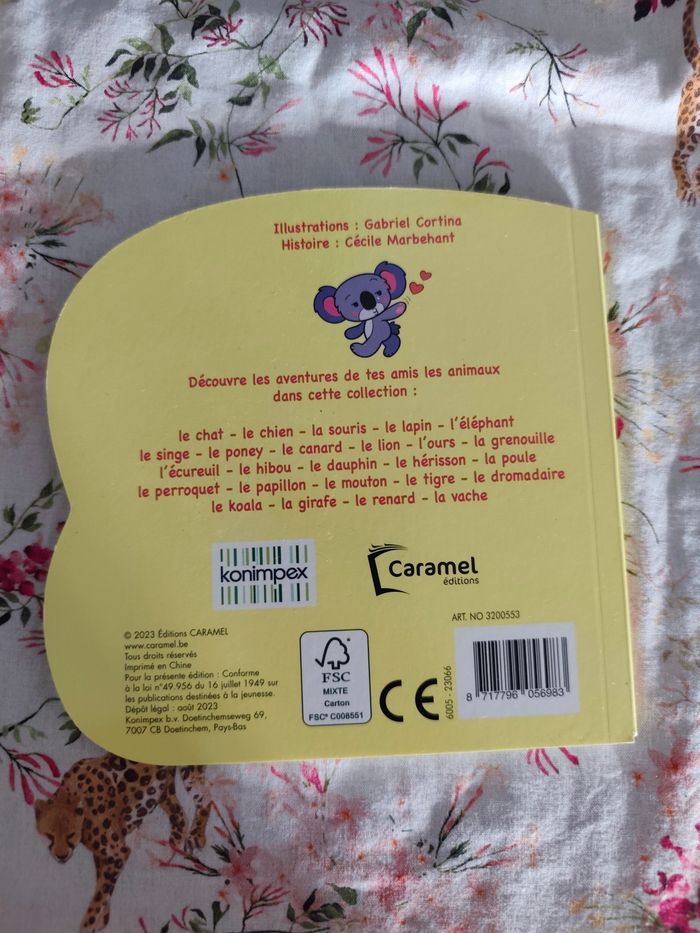 Illustrations : Gabriel Cortina
Histoire : Cécile Marbehant
Découvre les aventures de tes amis les animaux
dans cette collection :
le chat - le chien - la souris - le lapin - l'éléphant
le singe - le poney - le canard - le lion - l'ours - la grenouille
l'écureuil - le hibou - le dauphin - le hérisson - la poule
le perroquet - le papillon - le mouton - le tigre - le dromadaire
le koala - la girafe - le renard - la vache
konimpex
Caramel
éditions
© 2023 Éditions CARAMEL
www.caramel.be
Tous droits réservés
Imprimé en Chine
Pour la présente édition : Conforme
à la loi n°49.956 du 16 juillet 1949 sur
les publications destinées à la jeunesse.
Dépôt légal : août 2023
Konimpex b.v. Doetinchemseweg 69,
7007 CB Doetinchem, Pays-Bas
FSC
MIXTE
Carton
FSC® C008551
CE
6005 - 23066
ART. NO 3200553
8 717796 056983